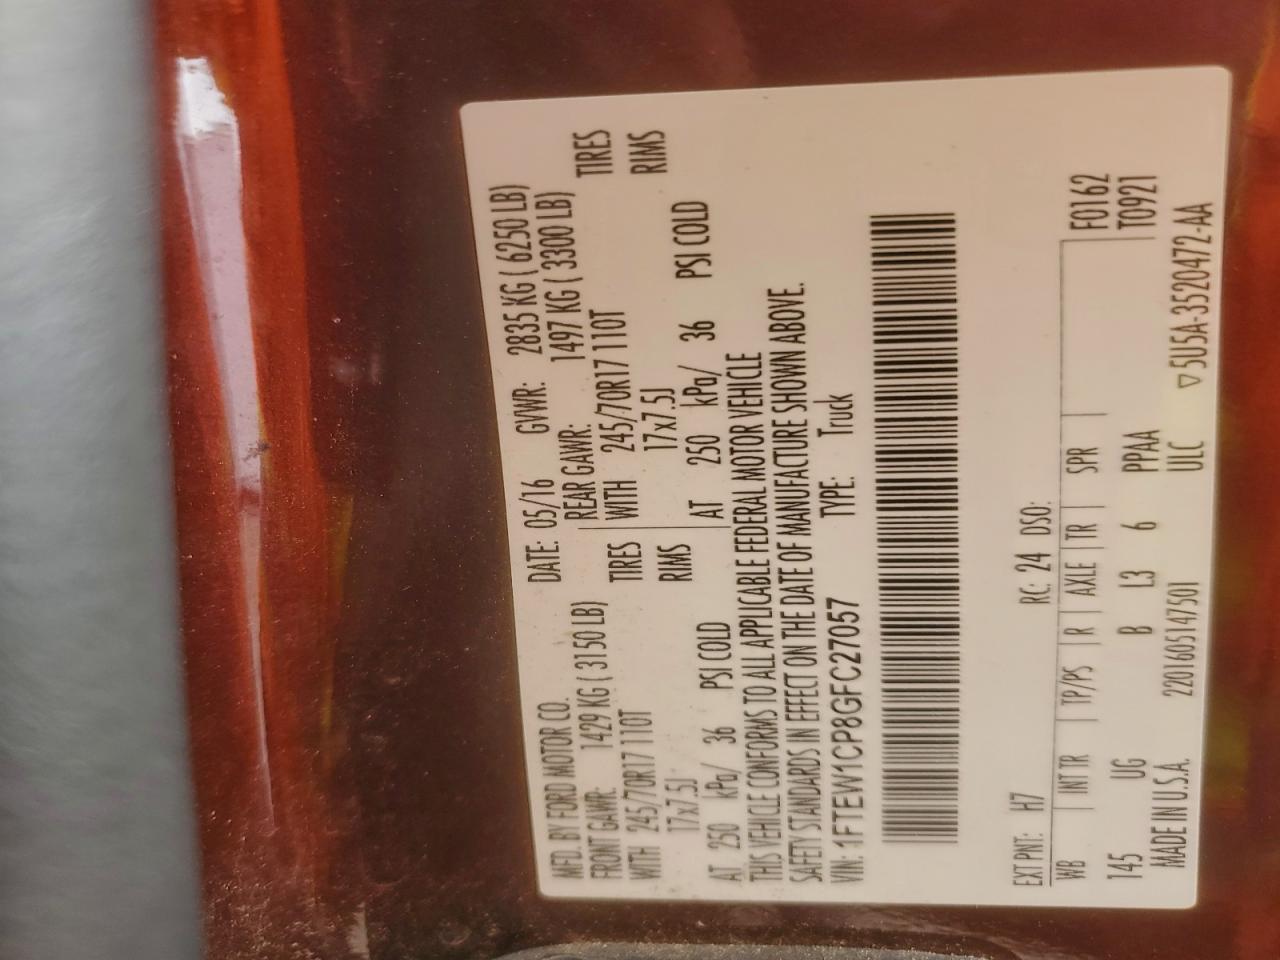 MFD. BY FORD MOTOR CO.
DATE: 05/16 GVWR: 2835 KG ( 6250 LB)
FRONT GAWR: 1429 KG ( 3150 LB) REAR GAWR: 1497 KG ( 3300 LB)
WITH 245/70R17 110T TIRES WITH 245/70R17 110T TIRES
17x7.5J RIMS 17x7.5J RIMS
AT 250 kPa/ 36 PSI COLD AT 250 kPa/ 36 PSI COLD
THIS VEHICLE CONFORMS TO ALL APPLICABLE FEDERAL MOTOR VEHICLE
SAFETY STANDARDS IN EFFECT ON THE DATE OF MANUFACTURE SHOWN ABOVE.
VIN: 1FTEW1CP8GFC27057 TYPE: Truck
EXT PNT: H7 RC: 24 DSO:
WB INT TR TP/PS R AXLE TR SPR F0162
145 UG B L3 6 PPAA T0921
MADE IN U.S.A. 2201605147501 ULC ▽5U5A-3520472-AA